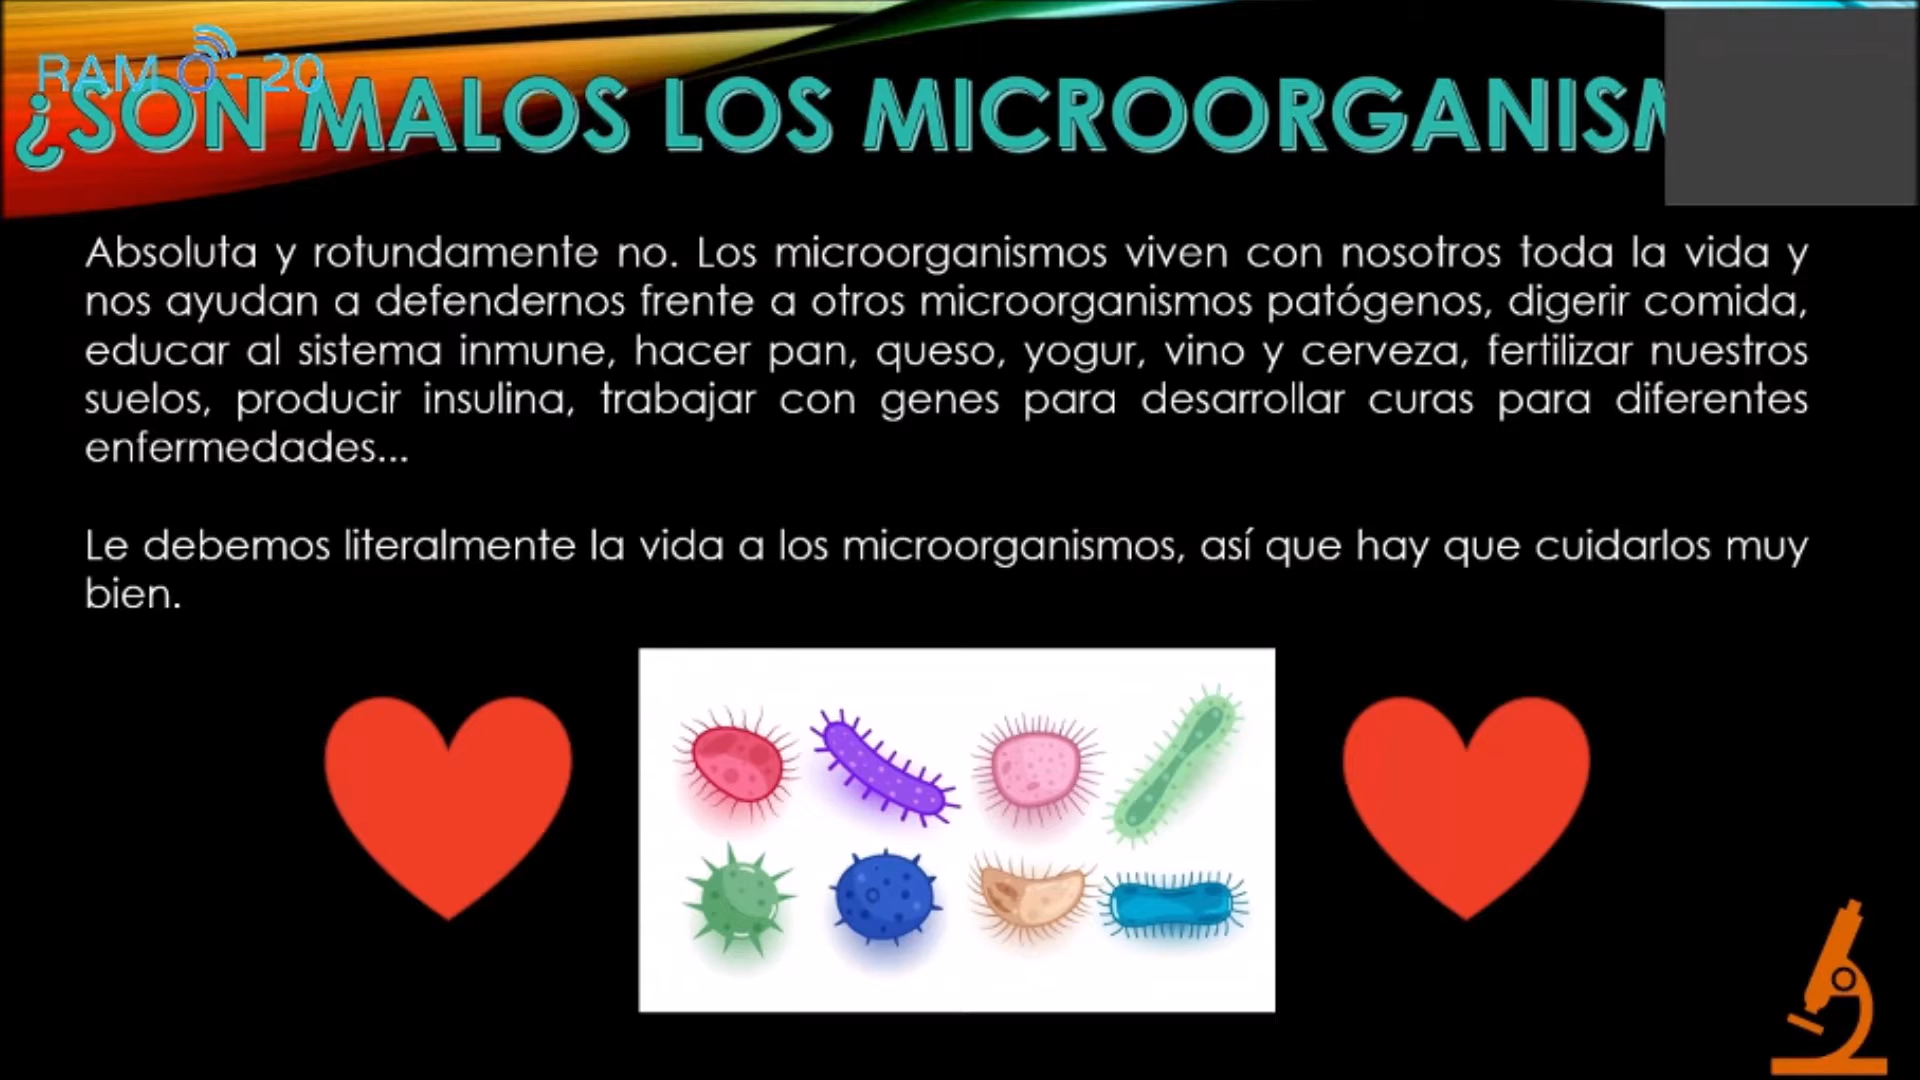 RAM O-20
¿SON MALOS LOS
Absoluta y rotundamente no. Los microorganismos viven con nosotros toda la vida y
nos ayudan a defendernos frente a otros microorganismos patógenos, digerir comida,
educar al sistema inmune, hacer pan, queso, yogur, vino y cerveza, fertilizar nuestros
suelos, producir insulina, trabajar con genes para desarrollar curas para diferentes
enfermedades...
Le debemos literalmente la vida a los microorganismos, así que hay que cuidarlos muy
bien.